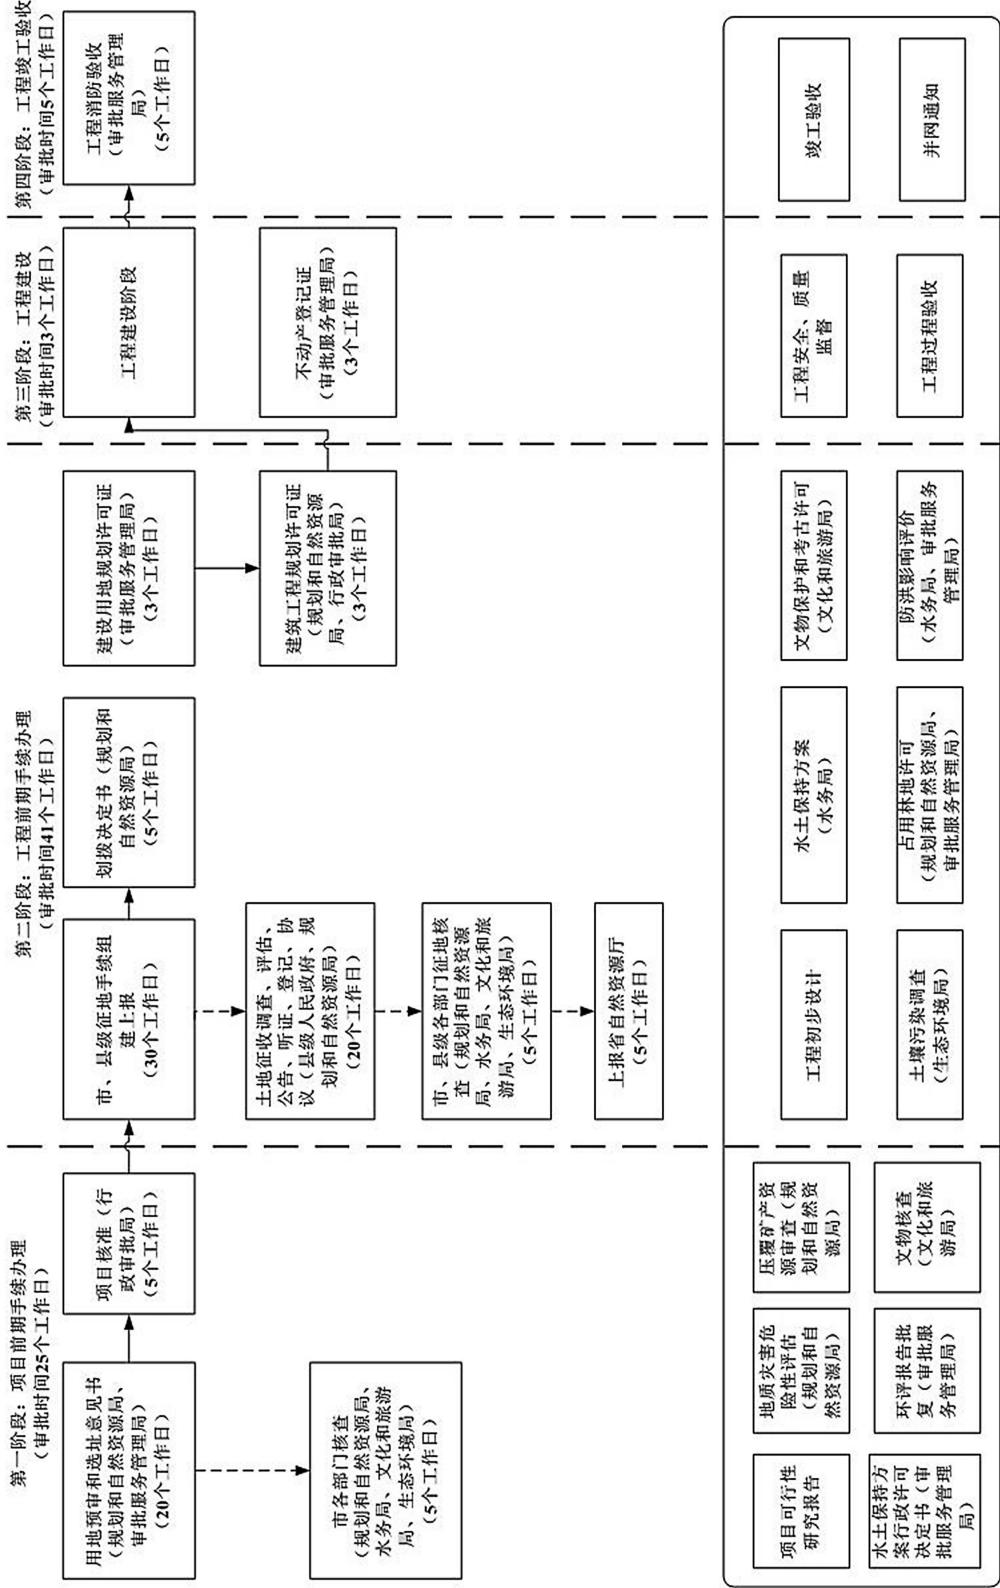 第一阶段：项目前期手续办理
（审批时间25个工作日）
用地预审和选址意见书
（规划和自然资源局、
审批服务管理局）
（20个工作日）
项目核准（行
政审批局）
（5个工作日）
市各部门核查
（规划和自然资源局、
水务局、文化和旅游
局、生态环境局）
（5个工作日）
第二阶段：工程前期手续办理
（审批时间41个工作日）
市、县级征地手续组
建上报
（30个工作日）
划拨决定书（规划和
自然资源局）
（5个工作日）
建设用地规划许可证
（审批服务管理局）
（3个工作日）
土地征收调查、评估、
公告、听证、登记、协
议（县级人民政府、规
划和自然资源局）
（20个工作日）
建筑工程规划许可证
（规划和自然资源
局、行政审批局）
（3个工作日）
市、县级各部门征地核
查（规划和自然资源
局、水务局、文化和旅
游局、生态环境局）
（5个工作日）
上报省自然资源厅
（5个工作日）
第三阶段：工程建设
（审批时间3个工作日）
工程建设阶段
不动产登记证
（审批服务管理局）
（3个工作日）
第四阶段：工程竣工验收
（审批时间5个工作日）
工程消防验收
（审批服务管理
局）
（5个工作日）
项目可行性
研究报告
地质灾害危
险性评估
（规划和自
然资源局）
压覆矿产资
源审查（规
划和自然资
源局）
水土保持方
案行政许可
决定书（审
批服务管理
局）
环评报告批
复（审批服
务管理局）
文物核查
（文化和旅
游局）
工程初步设计
水土保持方案
（水务局）
文物保护和考古许可
（文化和旅游局）
土壤污染调查
（生态环境局）
占用林地许可
（规划和自然资源局、
审批服务管理局）
防洪影响评价
（水务局、审批服务
管理局）
工程安全、质量
监督
工程过程验收
竣工验收
并网通知